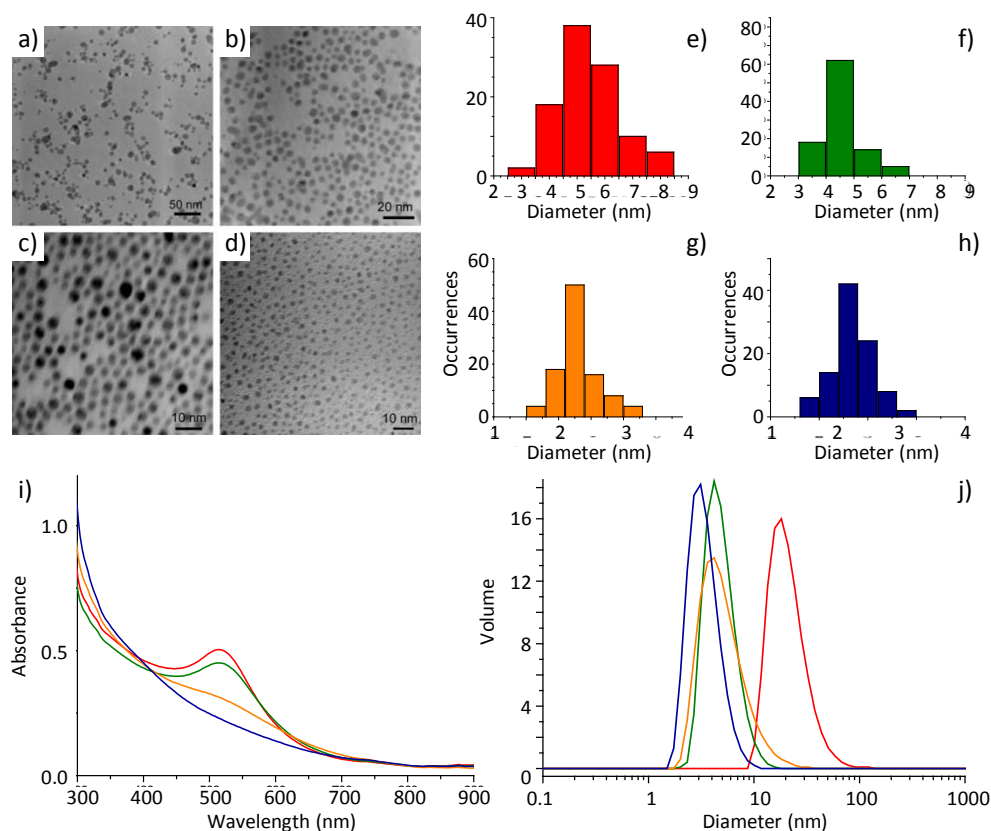 a)
b)
50 nm
20 nm
c)
d)
10 nm
10 nm
e)
40
20
0
2 3 4 5 6 7 8 9
Diameter (nm)
f)
80
60
40
20
0
2 3 4 5 6 7 9
Diameter (nm)
g)
Occurrences
60
40
20
0
1 2 3 4
Diameter (nm)
h)
Occurrences
40
20
0
1 2 3 4
Diameter (nm)
i)
Absorbance
1.0
0.5
0.0
300 400 500 600 700 800 900
Wavelength (nm)
j)
Volume
16
12
8
4
0
0.1 1 10 100 1000
Diameter (nm)